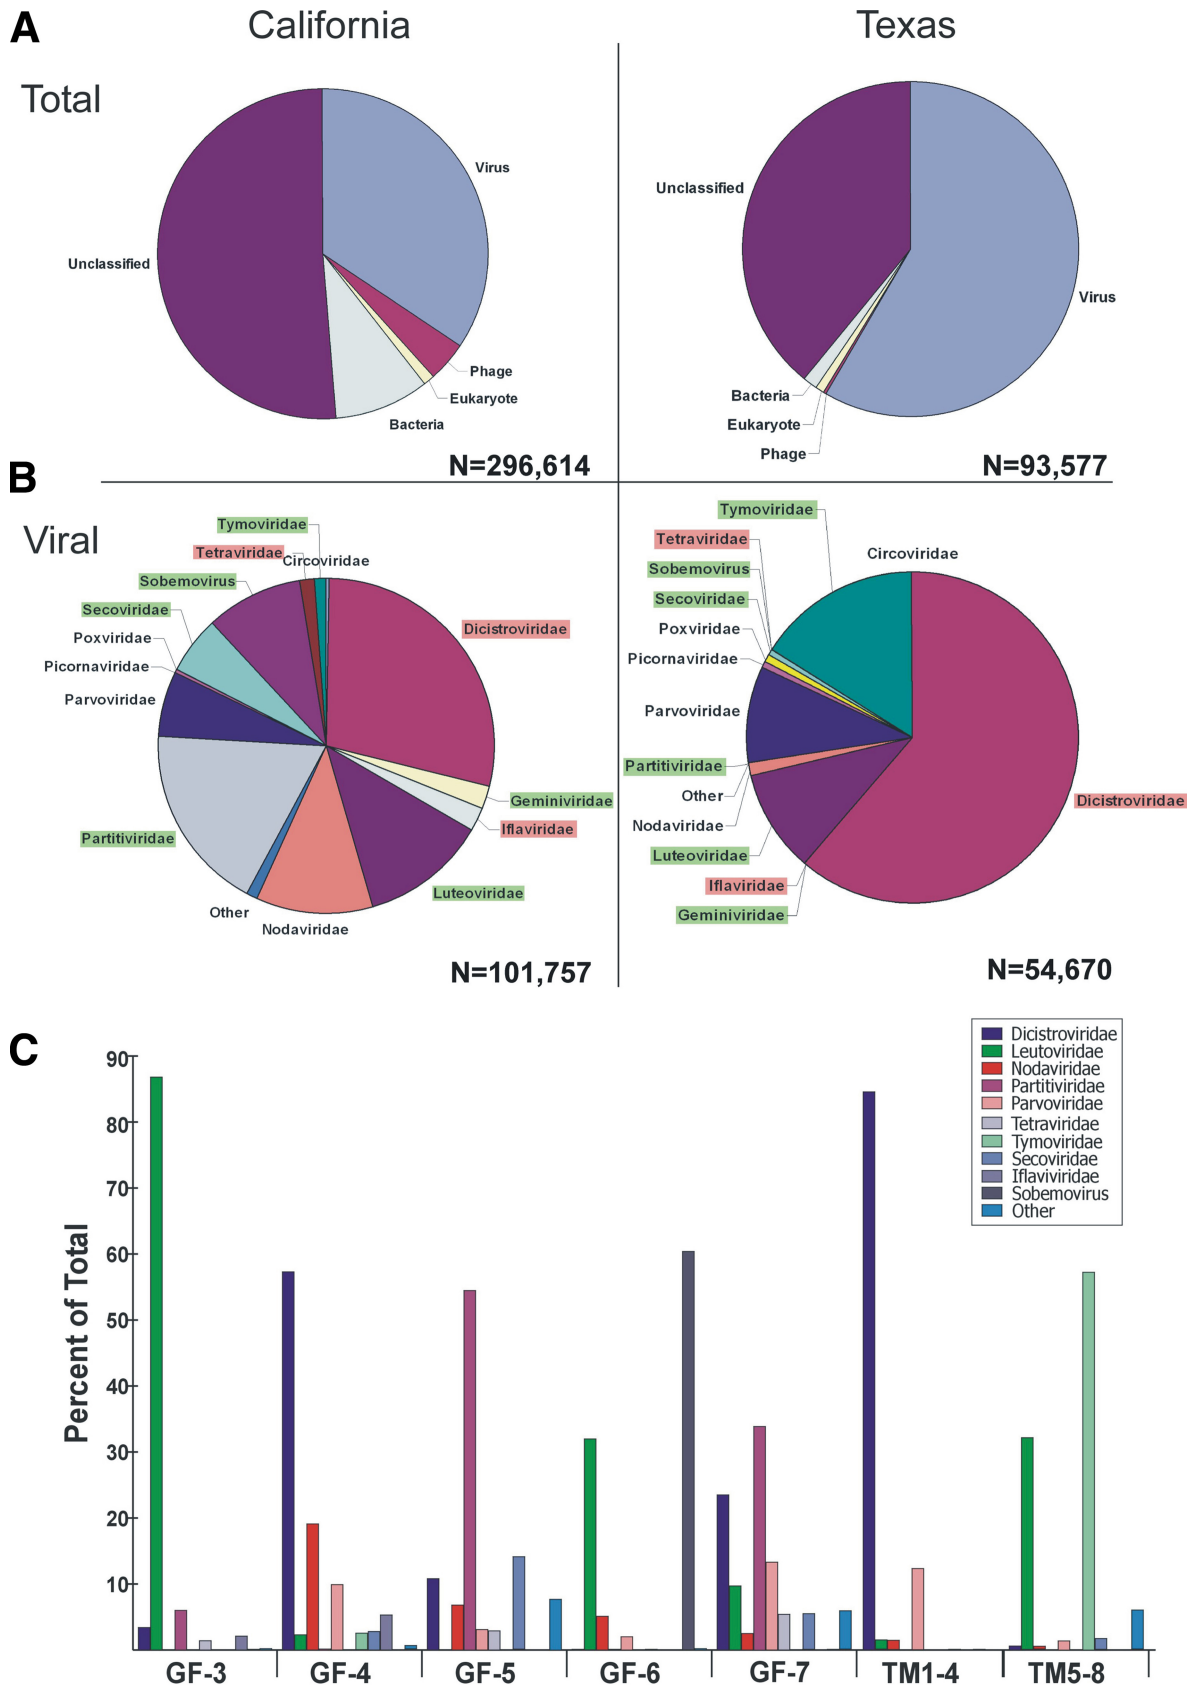 A
California
Texas
Total
Virus
Unclassified
Phage
Eukaryote
Bacteria
N=296,614
Unclassified
Virus
Bacteria
Eukaryote
Phage
N=93,577
B
Viral
Tymoviridae
Tetraviridae
Circoviridae
Sobemovirus
Secoviridae
Poxviridae
Picornaviridae
Parvoviridae
Dicistroviridae
Geminiviridae
Iflaviridae
Partitiviridae
Luteoviridae
Other
Nodaviridae
N=101,757
Tymoviridae
Tetraviridae
Circoviridae
Sobemovirus
Secoviridae
Poxviridae
Picornaviridae
Parvoviridae
Partitiviridae
Other
Dicistroviridae
Nodaviridae
Luteoviridae
Iflaviridae
Geminiviridae
N=54,670
C
Dicistroviridae
Leutoviridae
Nodaviridae
Partitiviridae
Parvoviridae
Tetraviridae
Tymoviridae
Secoviridae
Iflaviviridae
Sobemovirus
Other
Percent of Total
90
80
70
60
50
40
30
20
10
GF-3
GF-4
GF-5
GF-6
GF-7
TM1-4
TM5-8